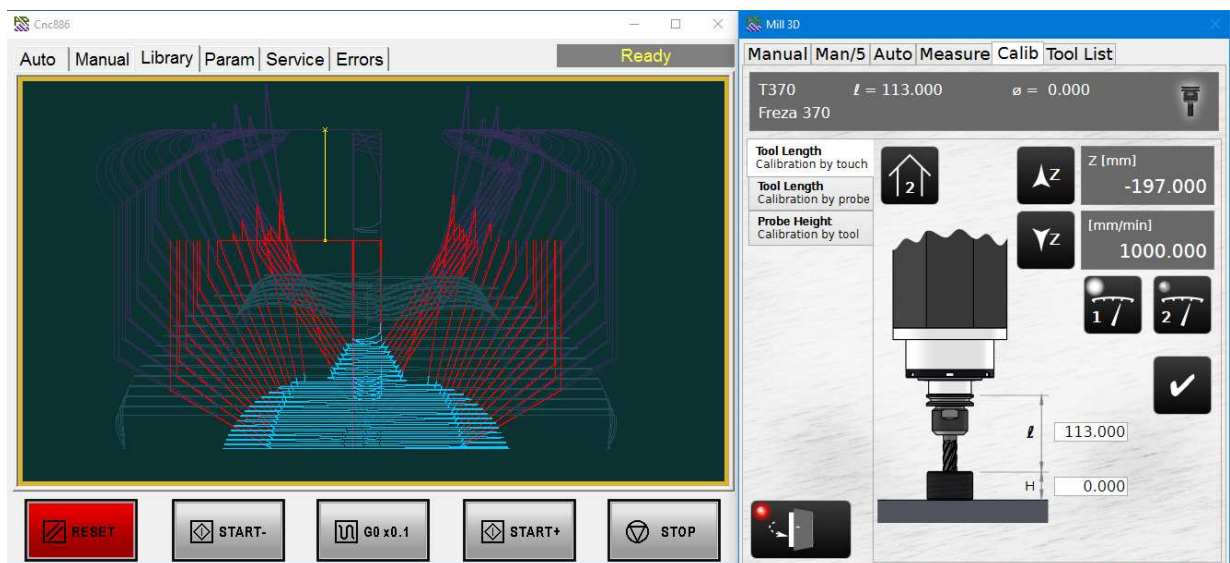 Cnc886
Auto Manual Library Param Service Errors Ready
RESET
START-
G0 x0.1
START+
STOP
Mill 3D
Manual Man/5 Auto Measure Calib Tool List
T370 ℓ = 113.000 ø = 0.000
Freza 370
Tool Length
Calibration by touch
Tool Length
Calibration by probe
Probe Height
Calibration by tool
2
Z
Z [mm]
-197.000
Z
[mm/min]
1000.000
1
2
ℓ 113.000
H 0.000